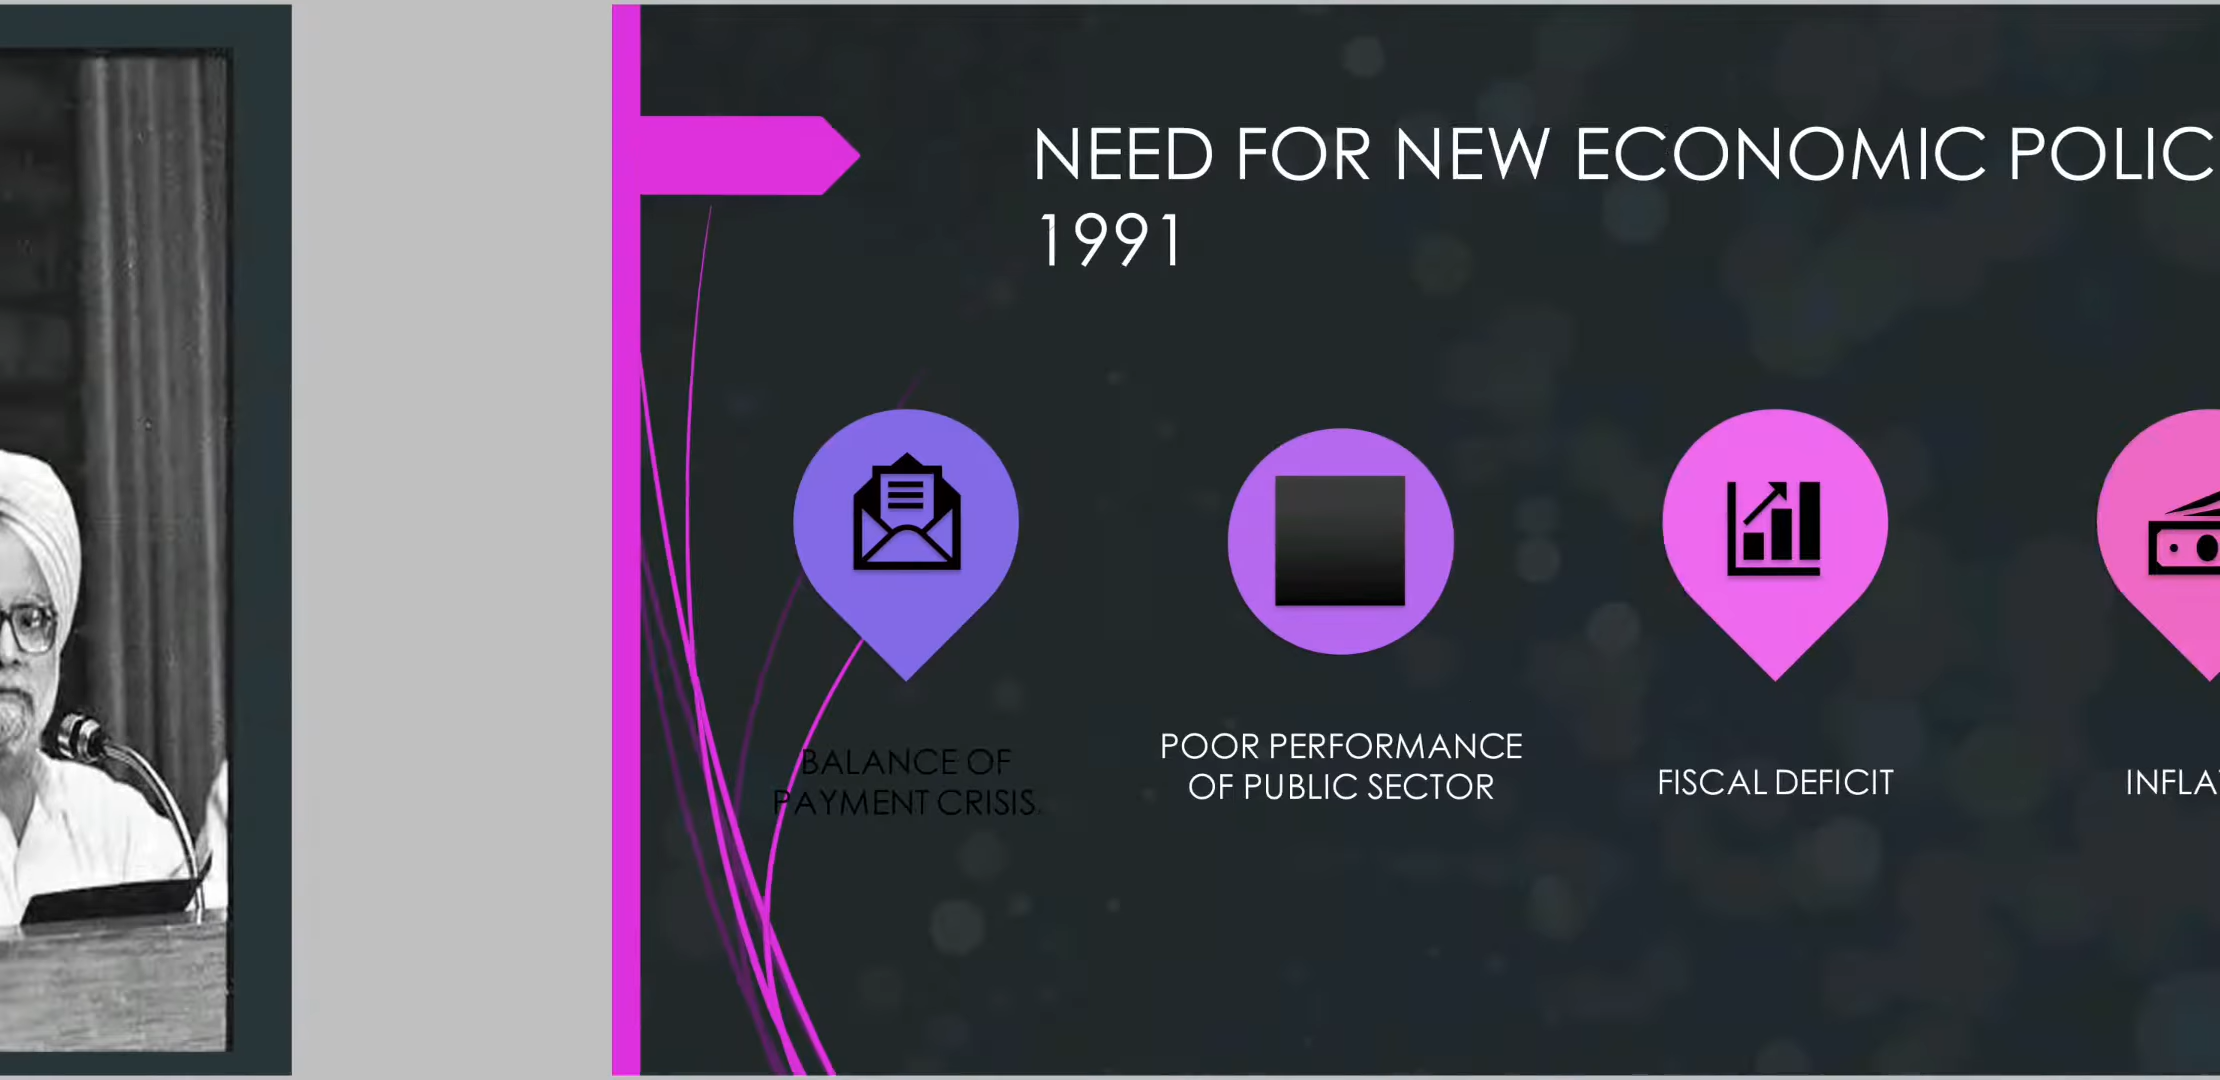 NEED FOR NEW ECONOMIC POLIC
1991
BALANCE OF
PAYMENT CRISIS.
POOR PERFORMANCE
OF PUBLIC SECTOR
FISCAL DEFICIT
INFLA